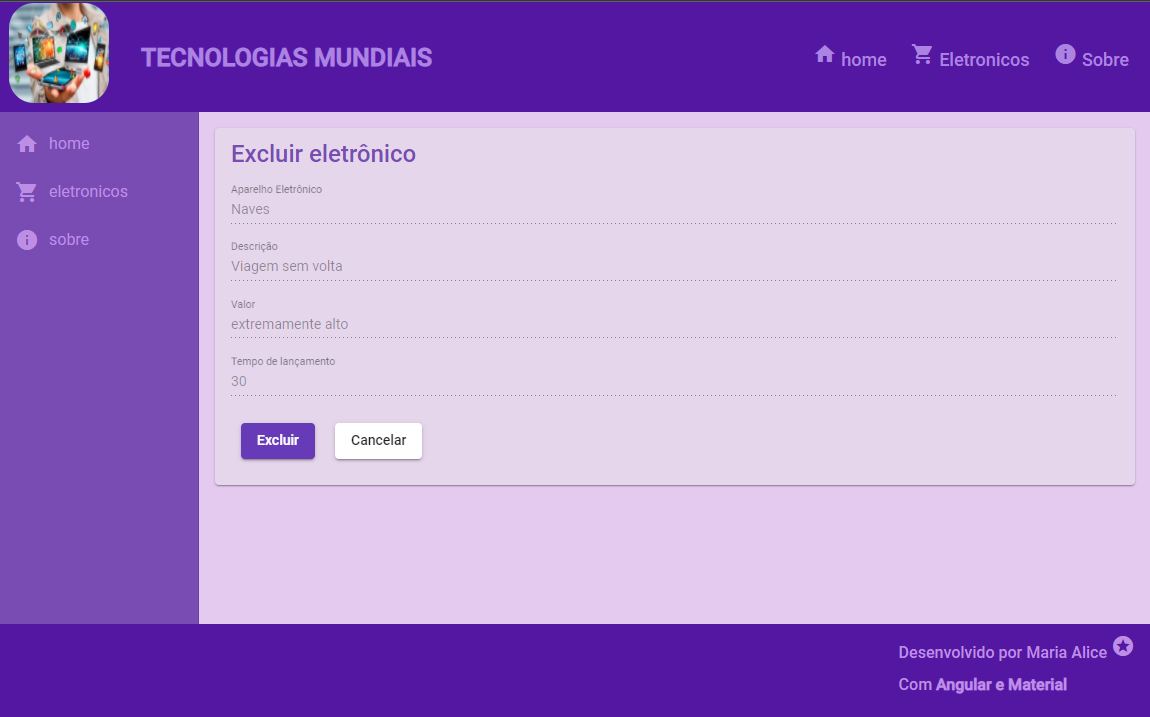 TECNOLOGIAS MUNDIAIS
home
Eletronicos
Sobre
home
eletronicos
sobre
Excluir eletrônico
Aparelho Eletrônico
Naves
Descrição
Viagem sem volta
Valor
extremamente alto
Tempo de lançamento
30
Excluir
Cancelar
Desenvolvido por Maria Alice
Com Angular e Material